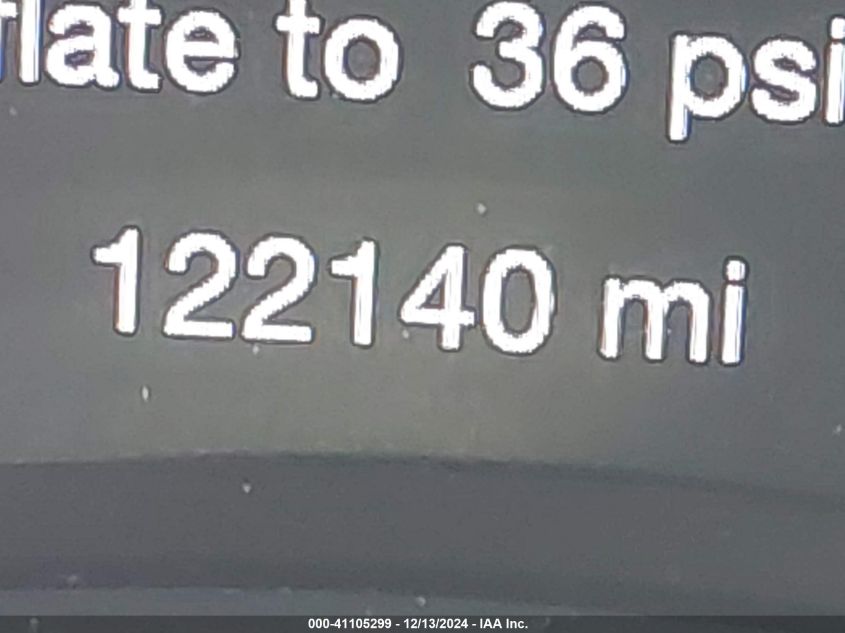 flate to 36 psi
122140 mi
000-41105299 - 12/13/2024 - IAA Inc.